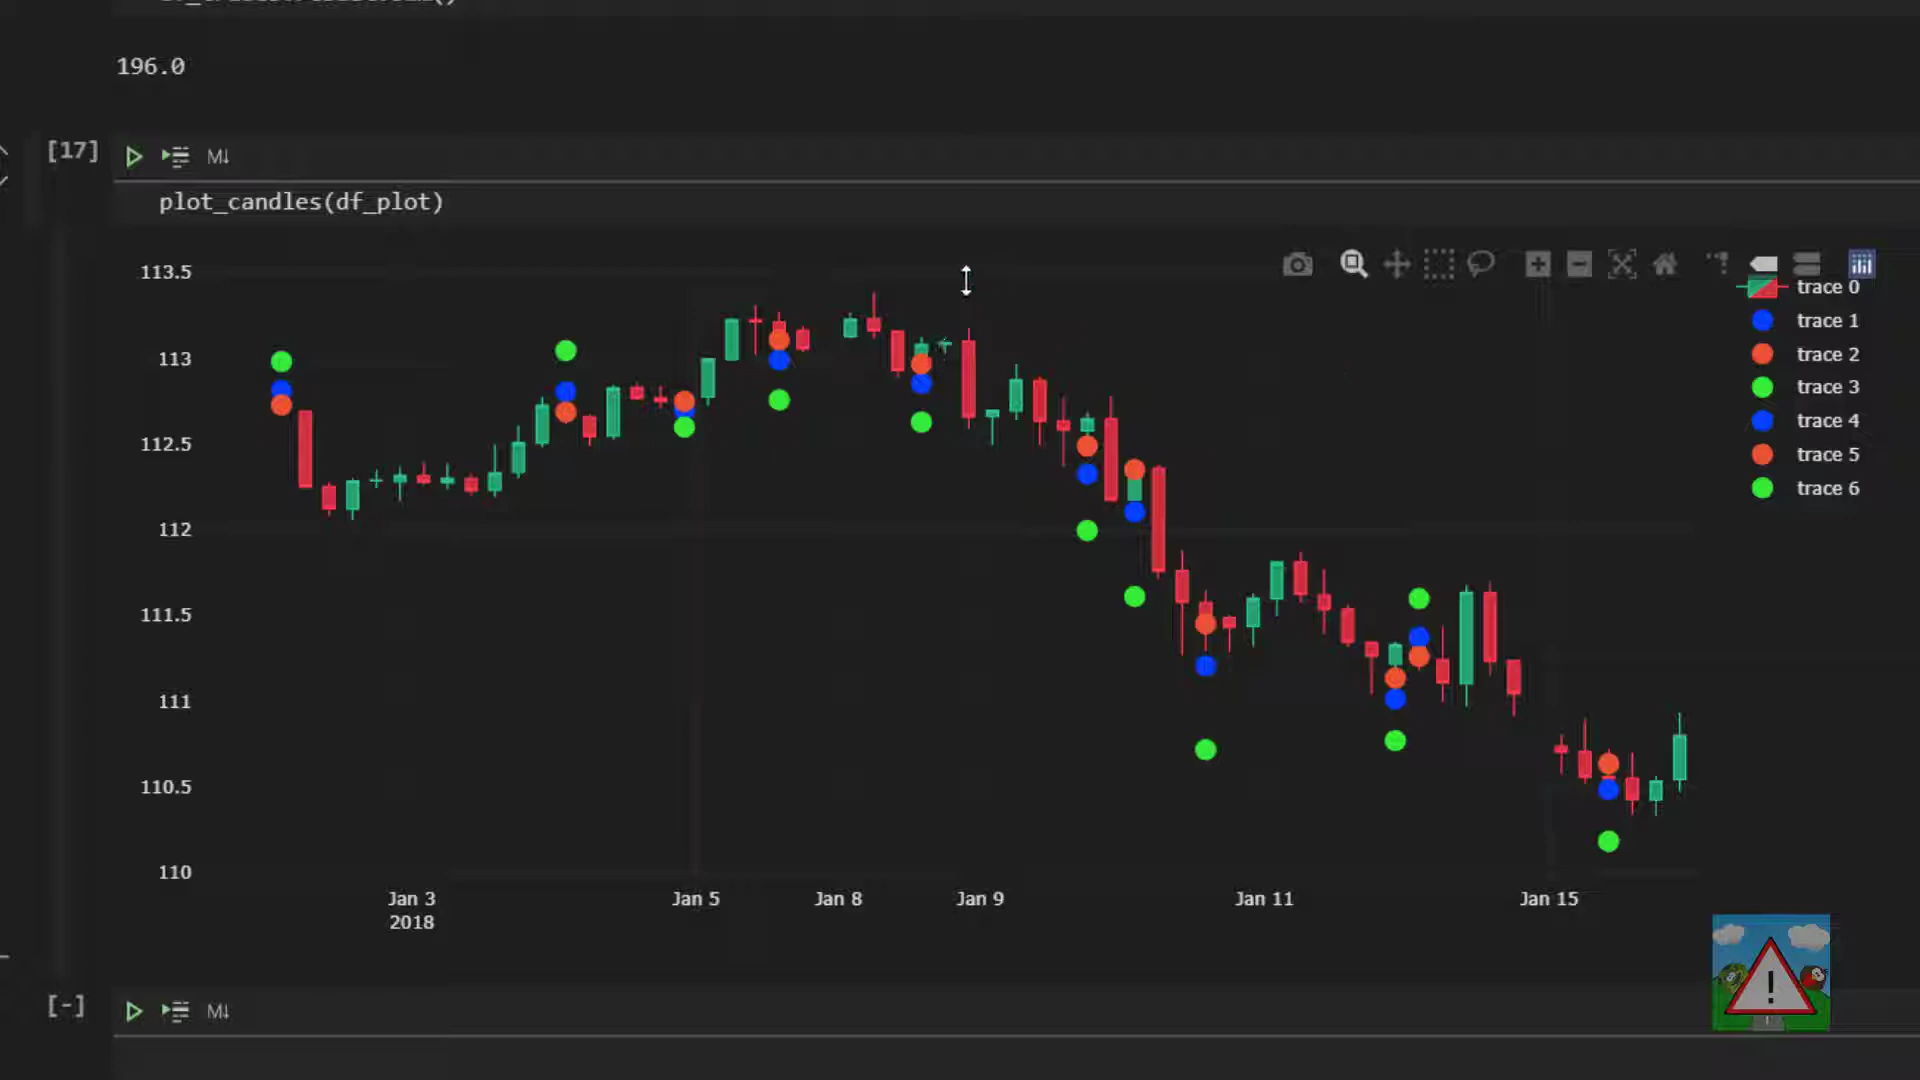 196.0
[17]
M↓
plot_candles(df_plot)
113.5
113
112.5
112
111.5
111
110.5
110
trace 0
trace 1
trace 2
trace 3
trace 4
trace 5
trace 6
Jan 3
2018
Jan 5
Jan 8
Jan 9
Jan 11
Jan 15
!
[-]
M↓